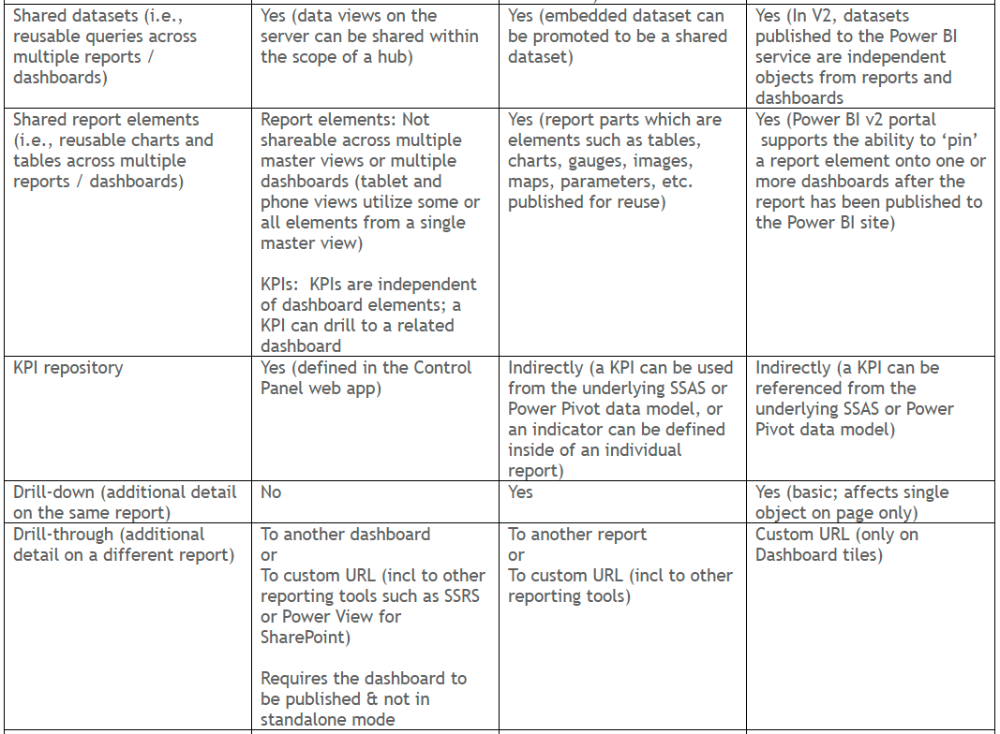 Shared datasets (i.e.,
reusable queries across
multiple reports /
dashboards)
Yes (data views on the
server can be shared within
the scope of a hub)
Yes (embedded dataset can
be promoted to be a shared
dataset)
Yes (In V2, datasets
published to the Power BI
service are independent
objects from reports and
dashboards
Shared report elements
(i.e., reusable charts and
tables across multiple
reports / dashboards)
Report elements: Not
shareable across multiple
master views or multiple
dashboards (tablet and
phone views utilize some or
all elements from a single
master view)
KPIs:  KPIs are independent
of dashboard elements; a
KPI can drill to a related
dashboard
Yes (report parts which are
elements such as tables,
charts, gauges, images,
maps, parameters, etc.
published for reuse)
Yes (Power BI v2 portal
supports the ability to ‘pin’
a report element onto one or
more dashboards after the
report has been published to
the Power BI site)
KPI repository
Yes (defined in the Control
Panel web app)
Indirectly (a KPI can be used
from the underlying SSAS or
Power Pivot data model, or
an indicator can be defined
inside of an individual
report)
Indirectly (a KPI can be
referenced from the
underlying SSAS or Power
Pivot data model)
Drill-down (additional detail
on the same report)
No
Yes
Yes (basic; affects single
object on page only)
Drill-through (additional
detail on a different report)
To another dashboard
or
To custom URL (incl to other
reporting tools such as SSRS
or Power View for
SharePoint)
Requires the dashboard to
be published & not in
standalone mode
To another report
or
To custom URL (incl to other
reporting tools)
Custom URL (only on
Dashboard tiles)